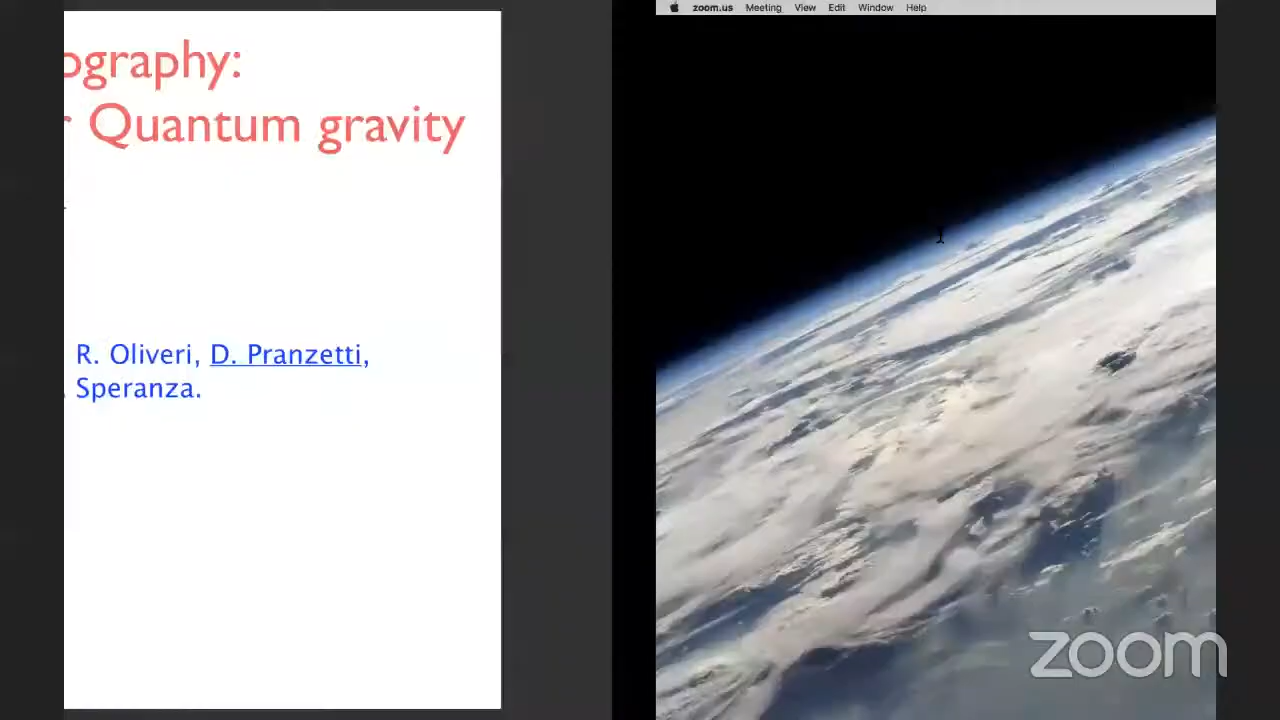 ography:
r Quantum gravity
R. Oliveri, D. Pranzetti,
. Speranza.
zoom.us Meeting View Edit Window Help
zoom